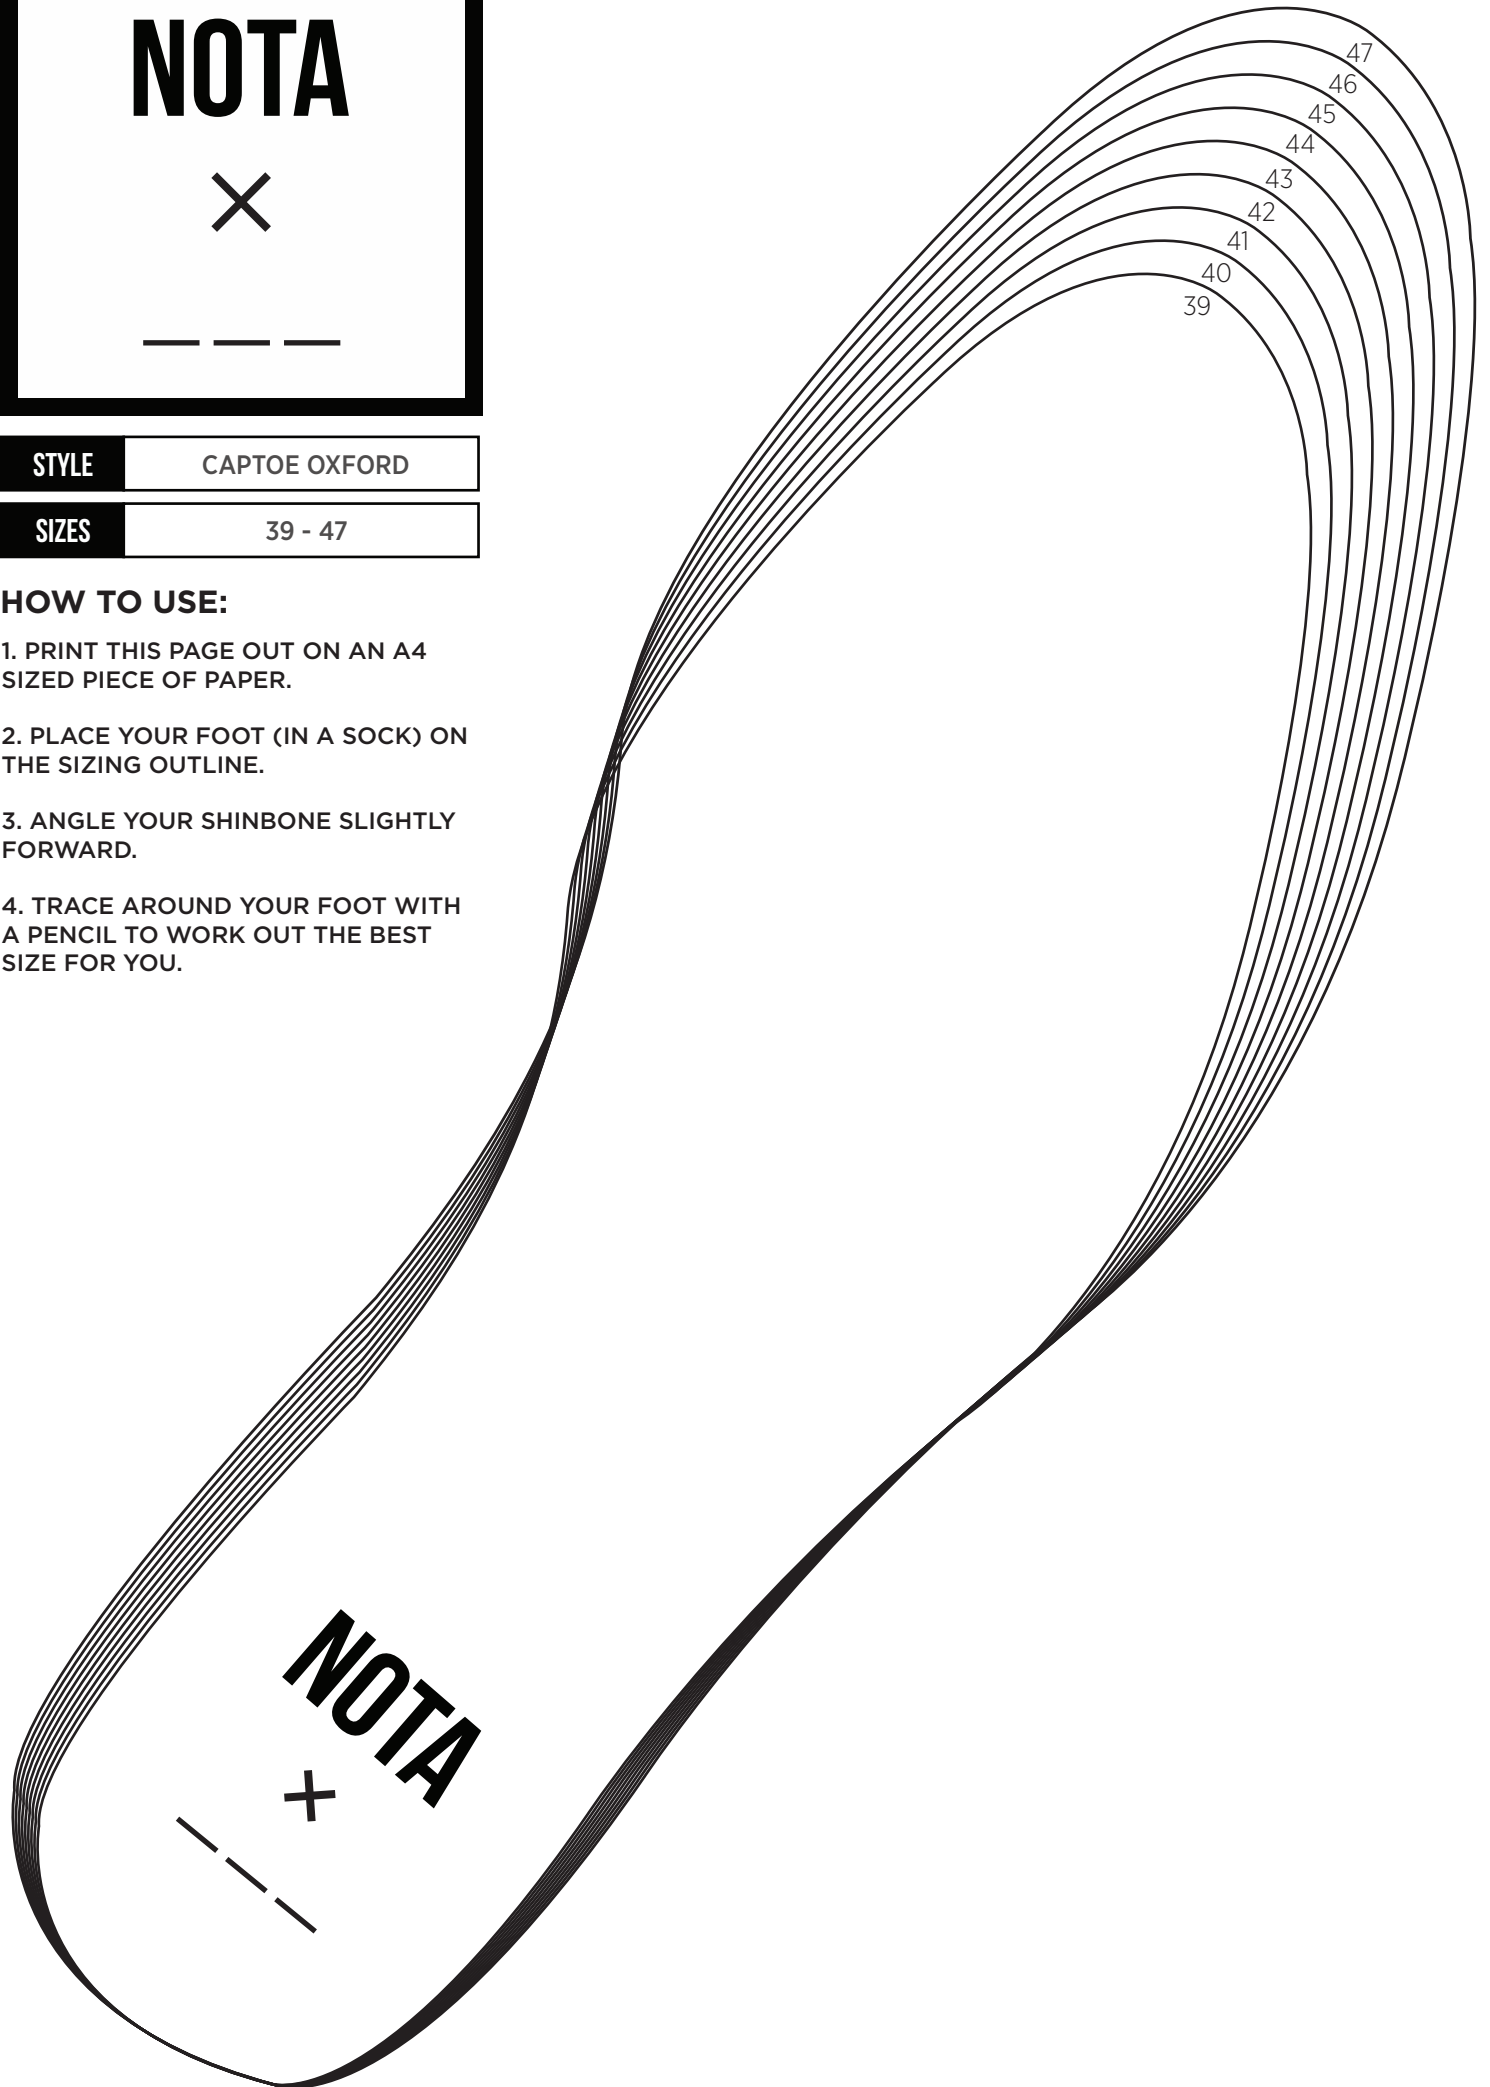 NOTA
STYLE CAPTOE OXFORD
SIZES 39 - 47
HOW TO USE:
1. PRINT THIS PAGE OUT ON AN A4
SIZED PIECE OF PAPER.
2. PLACE YOUR FOOT (IN A SOCK) ON
THE SIZING OUTLINE.
3. ANGLE YOUR SHINBONE SLIGHTLY
FORWARD.
4. TRACE AROUND YOUR FOOT WITH
A PENCIL TO WORK OUT THE BEST
SIZE FOR YOU.
47
46
45
44
43
42
41
40
39
NOTA